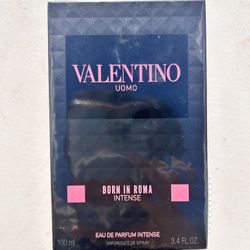 VALENTINO
UOMO
BORN IN ROMA
INTENSE
EAU DE PARFUM INTENSE
100 ml VAPORISATEUR SPRAY 3.4 FL.OZ